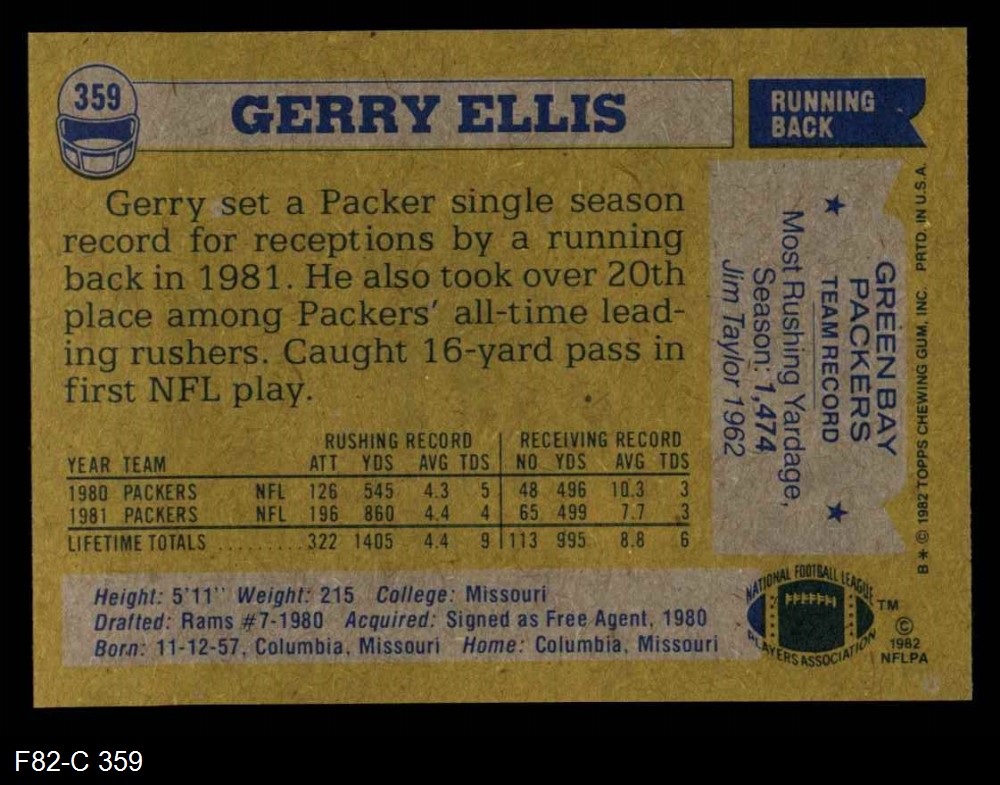 359
GERRY ELLIS
RUNNING
BACK
Gerry set a Packer single season
record for receptions by a running
back in 1981. He also took over 20th
place among Packers' all-time lead-
ing rushers. Caught 16-yard pass in
first NFL play.
RUSHING RECORD RECEIVING RECORD
YEAR TEAM ATT YDS AVG TDS NO YDS AVG TDS
1980 PACKERS NFL 126 545 4.3 5 48 496 10.3 3
1981 PACKERS NFL 196 860 4.4 4 65 499 7.7 3
LIFETIME TOTALS ..........322 1405 4.4 9 113 995 8.8 6
Height: 5'11" Weight: 215 College: Missouri
Drafted: Rams #7-1980 Acquired: Signed as Free Agent, 1980
Born: 11-12-57, Columbia, Missouri Home: Columbia, Missouri
GREEN BAY
PACKERS
★ TEAM RECORD ★
Most Rushing Yardage,
Season: 1,474
Jim Taylor 1962
B * © 1982 TOPPS CHEWING GUM, INC. PRTD. IN U.S.A.
NATIONAL FOOTBALL LEAGUE
PLAYERS ASSOCIATION
TM
©
1982
NFLPA
F82-C 359